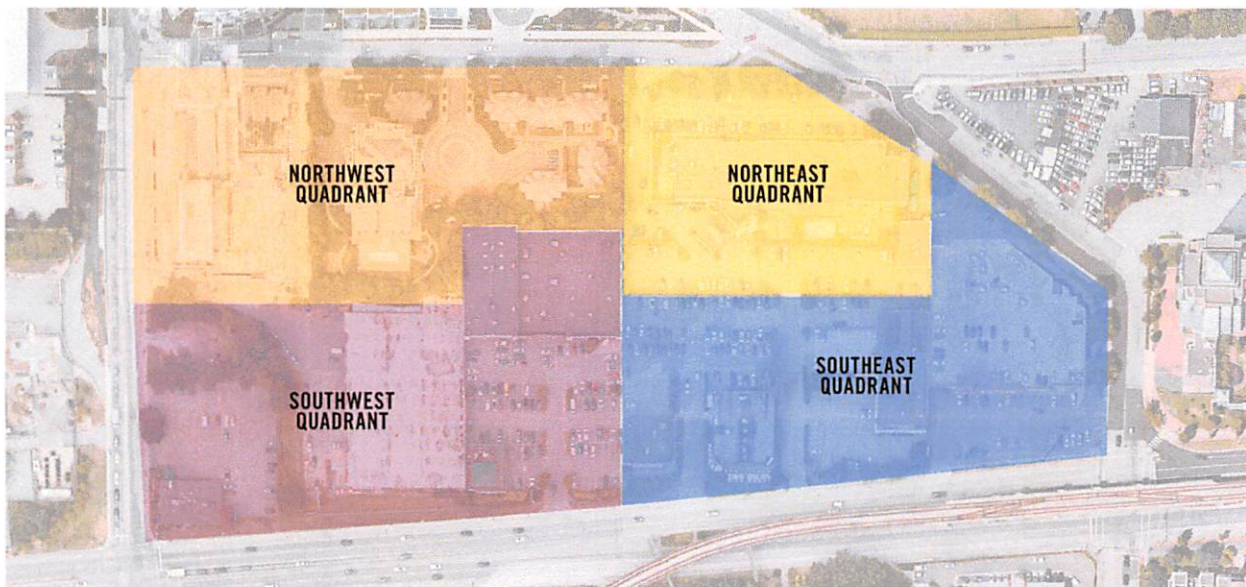 NORTHWEST
QUADRANT
NORTHEAST
QUADRANT
SOUTHEAST
QUADRANT
SOUTHWEST
QUADRANT